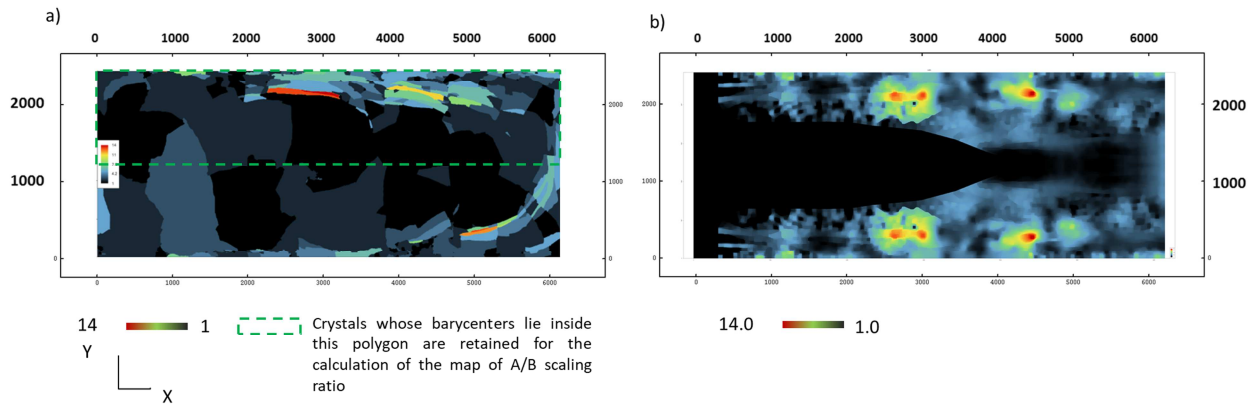 a)
0 1000 2000 3000 4000 5000 6000
2000
2000
1000
1000
0
0 1000 2000 3000 4000 5000 6000
14 1
Y
X
Crystals whose barycenters lie inside
this polygon are retained for the
calculation of the map of A/B scaling
ratio
b)
0 1000 2000 3000 4000 5000 6000
2000 2000
1000 1000
0 0
0 1000 2000 3000 4000 5000 6000
14.0 1.0